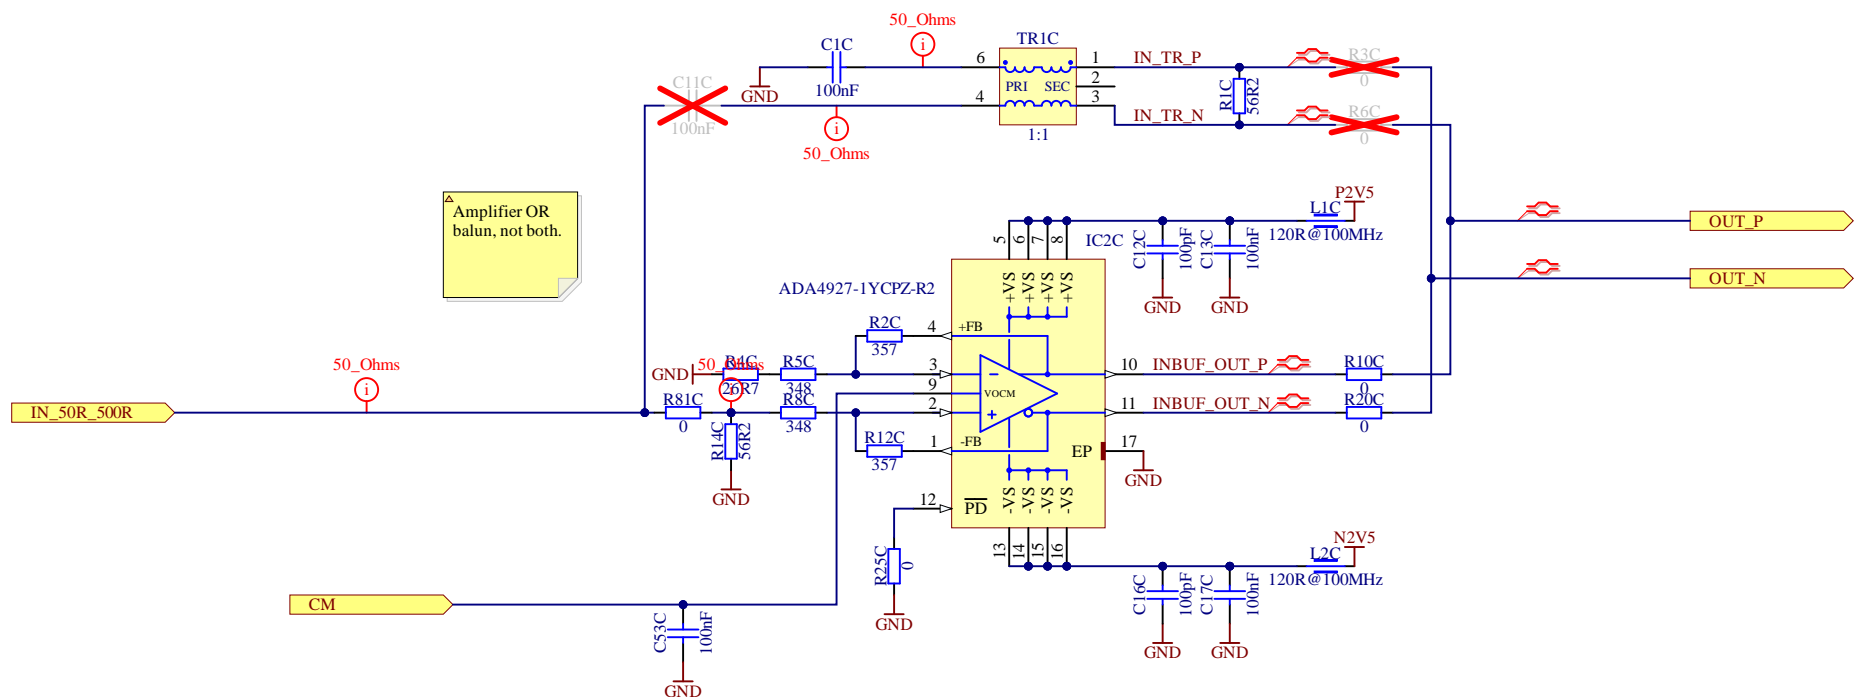 50_Ohms
C1C
100nF
GND
C11C
100nF
50_Ohms
TR1C
6
4
PRI
SEC
1
2
3
1:1
IN_TR_P
IN_TR_N
R1C
56R2
R3C
0
R6C
0
Amplifier OR
balun, not both.
P2V5
L1C
120R@100MHz
C12C
100pF
C13C
100nF
GND
GND
OUT_P
OUT_N
IC2C
ADA4927-1YCPZ-R2
5
6
7
8
+VS
+VS
+VS
+VS
R2C
357
4
+FB
50_Ohms
50_Ohms
GND
R4C
26R7
R5C
348
3
9
VOCM
IN_50R_500R
R81C
0
R8C
348
2
R14C
56R2
GND
R12C
357
1
-FB
10
INBUF_OUT_P
R10C
0
11
INBUF_OUT_N
R20C
0
EP
17
GND
12
PD
-VS
-VS
-VS
-VS
13
14
15
16
R25C
0
GND
N2V5
L2C
120R@100MHz
C16C
100pF
C17C
100nF
GND
GND
CM
C53C
100nF
GND